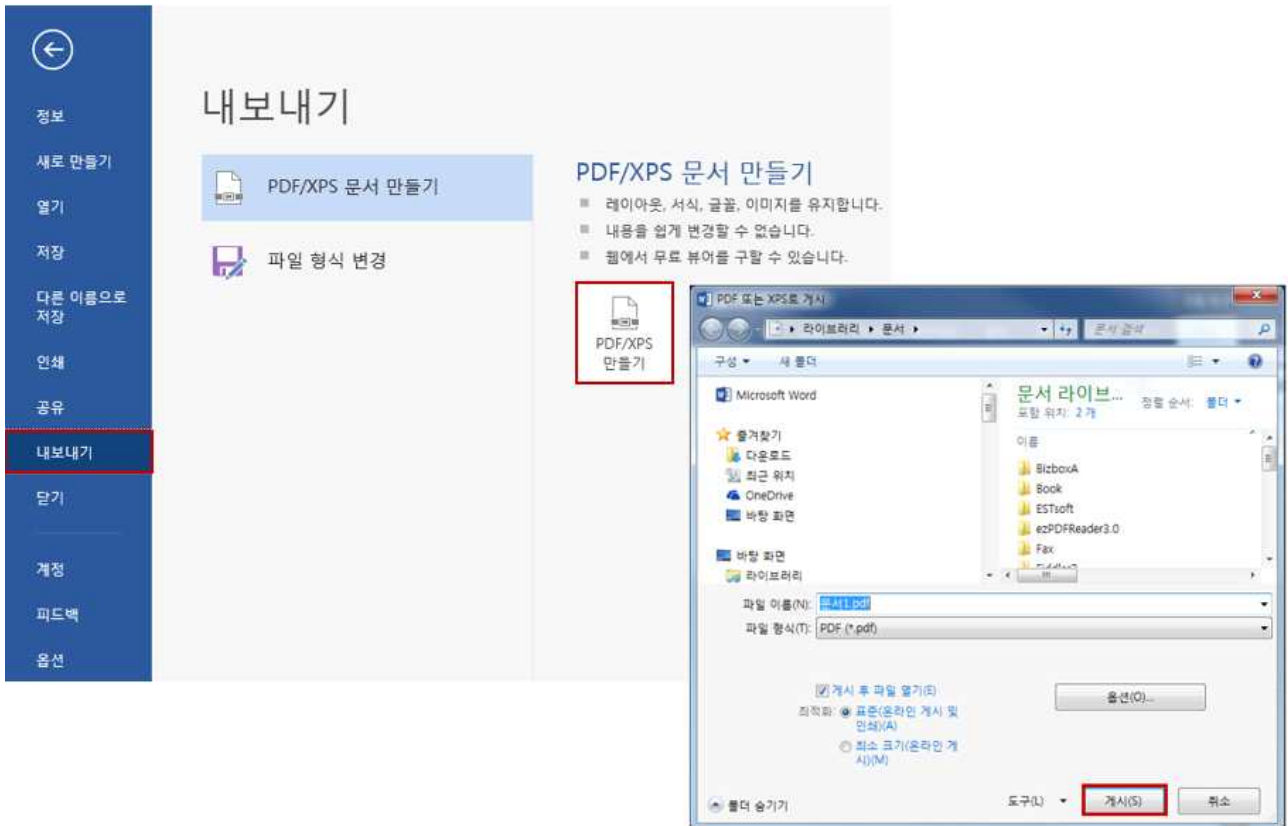 정보
새로 만들기
열기
저장
다른 이름으로
저장
인쇄
공유
내보내기
닫기
계정
피드백
옵션
내보내기
PDF/XPS 문서 만들기
파일 형식 변경
PDF/XPS 문서 만들기
레이아웃, 서식, 글꼴, 이미지를 유지합니다.
내용을 쉽게 변경할 수 없습니다.
웹에서 무료 뷰어를 구할 수 있습니다.
PDF/XPS
만들기
PDF 또는 XPS로 게시
라이브러리 ▸ 문서 ▸
문서 검색
구성 새 폴더
Microsoft Word
즐겨찾기
다운로드
최근 위치
OneDrive
바탕 화면
바탕 화면
라이브러리
문서 라이브...
포함 위치: 2 개
정렬 순서: 폴더
이름
BizboxA
Book
ESTsoft
ezPDFReader3.0
Fax
파일 이름(N): 문서1.pdf
파일 형식(T): PDF (*.pdf)
게시 후 파일 열기(E)
최적화: 표준(온라인 게시 및
인쇄)(A)
최소 크기(온라인 게
시)(M)
옵션(O)...
폴더 숨기기
도구(L) 게시(S) 취소